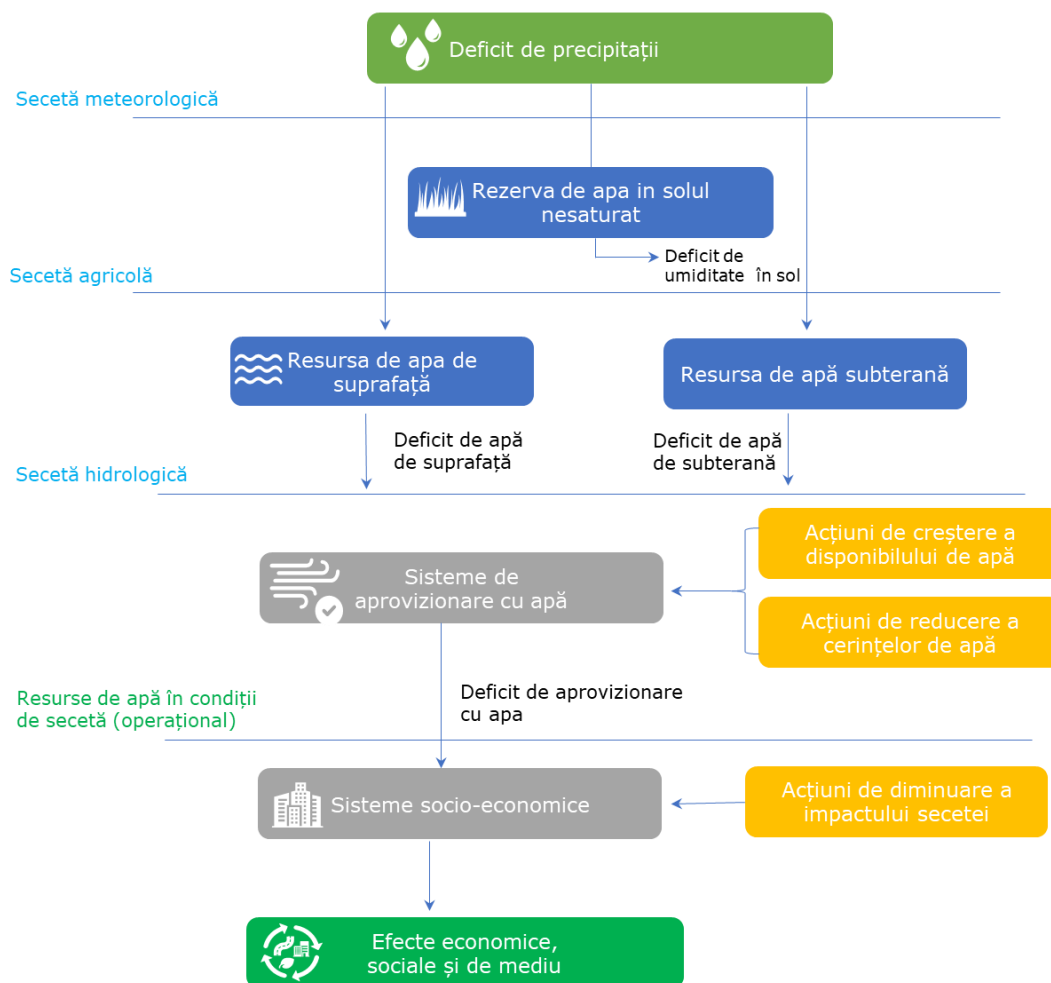 Deficit de precipitații
Secetă meteorologică
Rezerva de apa in solul
nesaturat
Deficit de
umiditate în sol
Secetă agricolă
Resursa de apa de
suprafață
Resursa de apă subterană
Deficit de apă
de suprafață
Deficit de apă
de subterană
Secetă hidrologică
Acțiuni de creștere a
disponibilului de apă
Sisteme de
aprovizionare cu apă
Acțiuni de reducere a
cerințelor de apă
Resurse de apă în condiții
de secetă (operațional)
Deficit de aprovizionare
cu apa
Sisteme socio-economice
Acțiuni de diminuare a
impactului secetei
Efecte economice,
sociale și de mediu